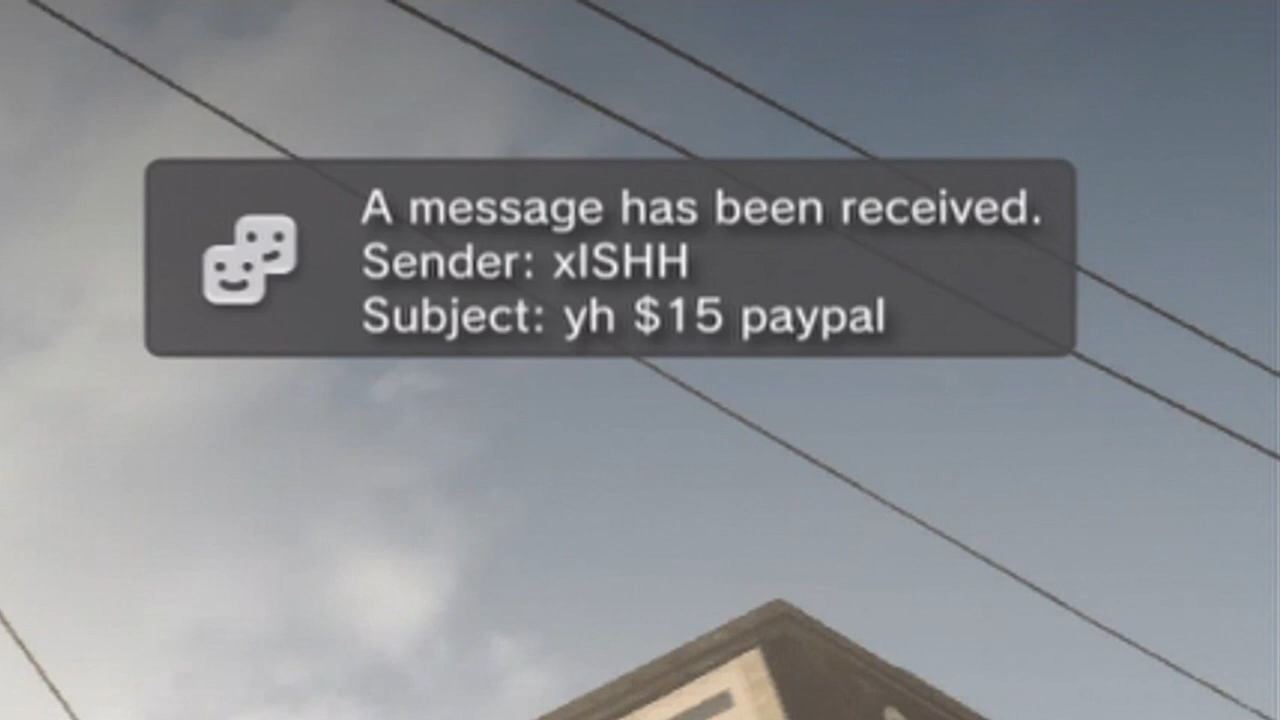 A message has been received.
Sender: xISHH
Subject: yh $15 paypal